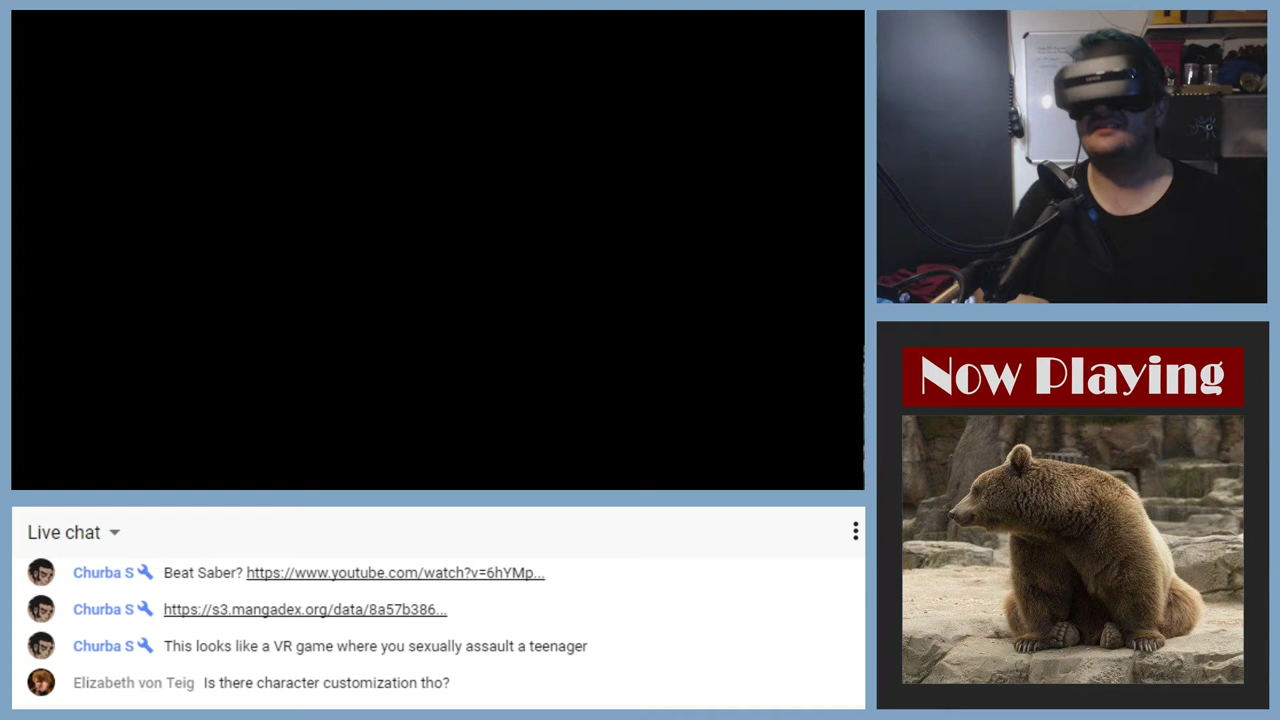 Now Playing
Live chat
Churba S Beat Saber? https://www.youtube.com/watch?v=6hYMp...
Churba S https://s3.mangadex.org/data/8a57b386...
Churba S This looks like a VR game where you sexually assault a teenager
Elizabeth von Teig Is there character customization tho?